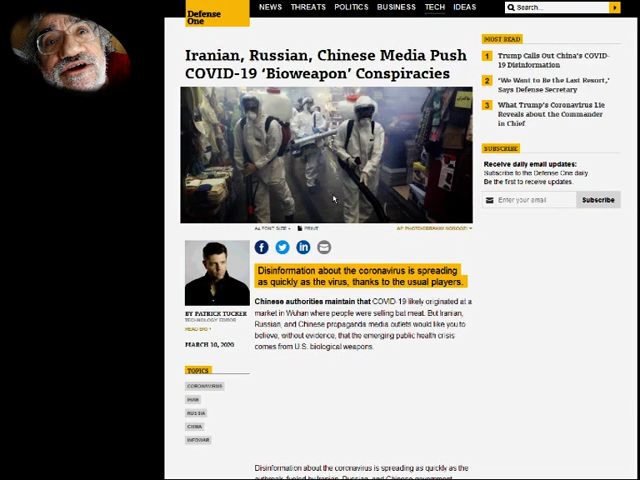 Defense
One
NEWS THREATS POLITICS BUSINESS TECH IDEAS
Search...
Iranian, Russian, Chinese Media Push
COVID-19 ‘Bioweapon’ Conspiracies
FONT SIZE PRINT
BY PATRICK TUCKER
TECHNOLOGY EDITOR
READ BIO
MARCH 10, 2020
TOPICS
CORONAVIRUS
IRAN
RUSSIA
CHINA
INFOWAR
Disinformation about the coronavirus is spreading
as quickly as the virus, thanks to the usual players.
Chinese authorities maintain that COVID-19 likely originated at a
market in Wuhan where people were selling bat meat. But Iranian,
Russian, and Chinese propaganda media outlets would like you to
believe, without evidence, that the emerging public health crisis
comes from U.S. biological weapons.
Disinformation about the coronavirus is spreading as quickly as the
MOST READ
1 Trump Calls Out China's COVID-
19 Disinformation
2 ‘We Want to Be the Last Resort,’
Says Defense Secretary
3 What Trump's Coronavirus Lie
Reveals about the Commander
in Chief
SUBSCRIBE
Receive daily email updates:
Subscribe to the Defense One daily.
Be the first to receive updates.
Enter your email Subscribe